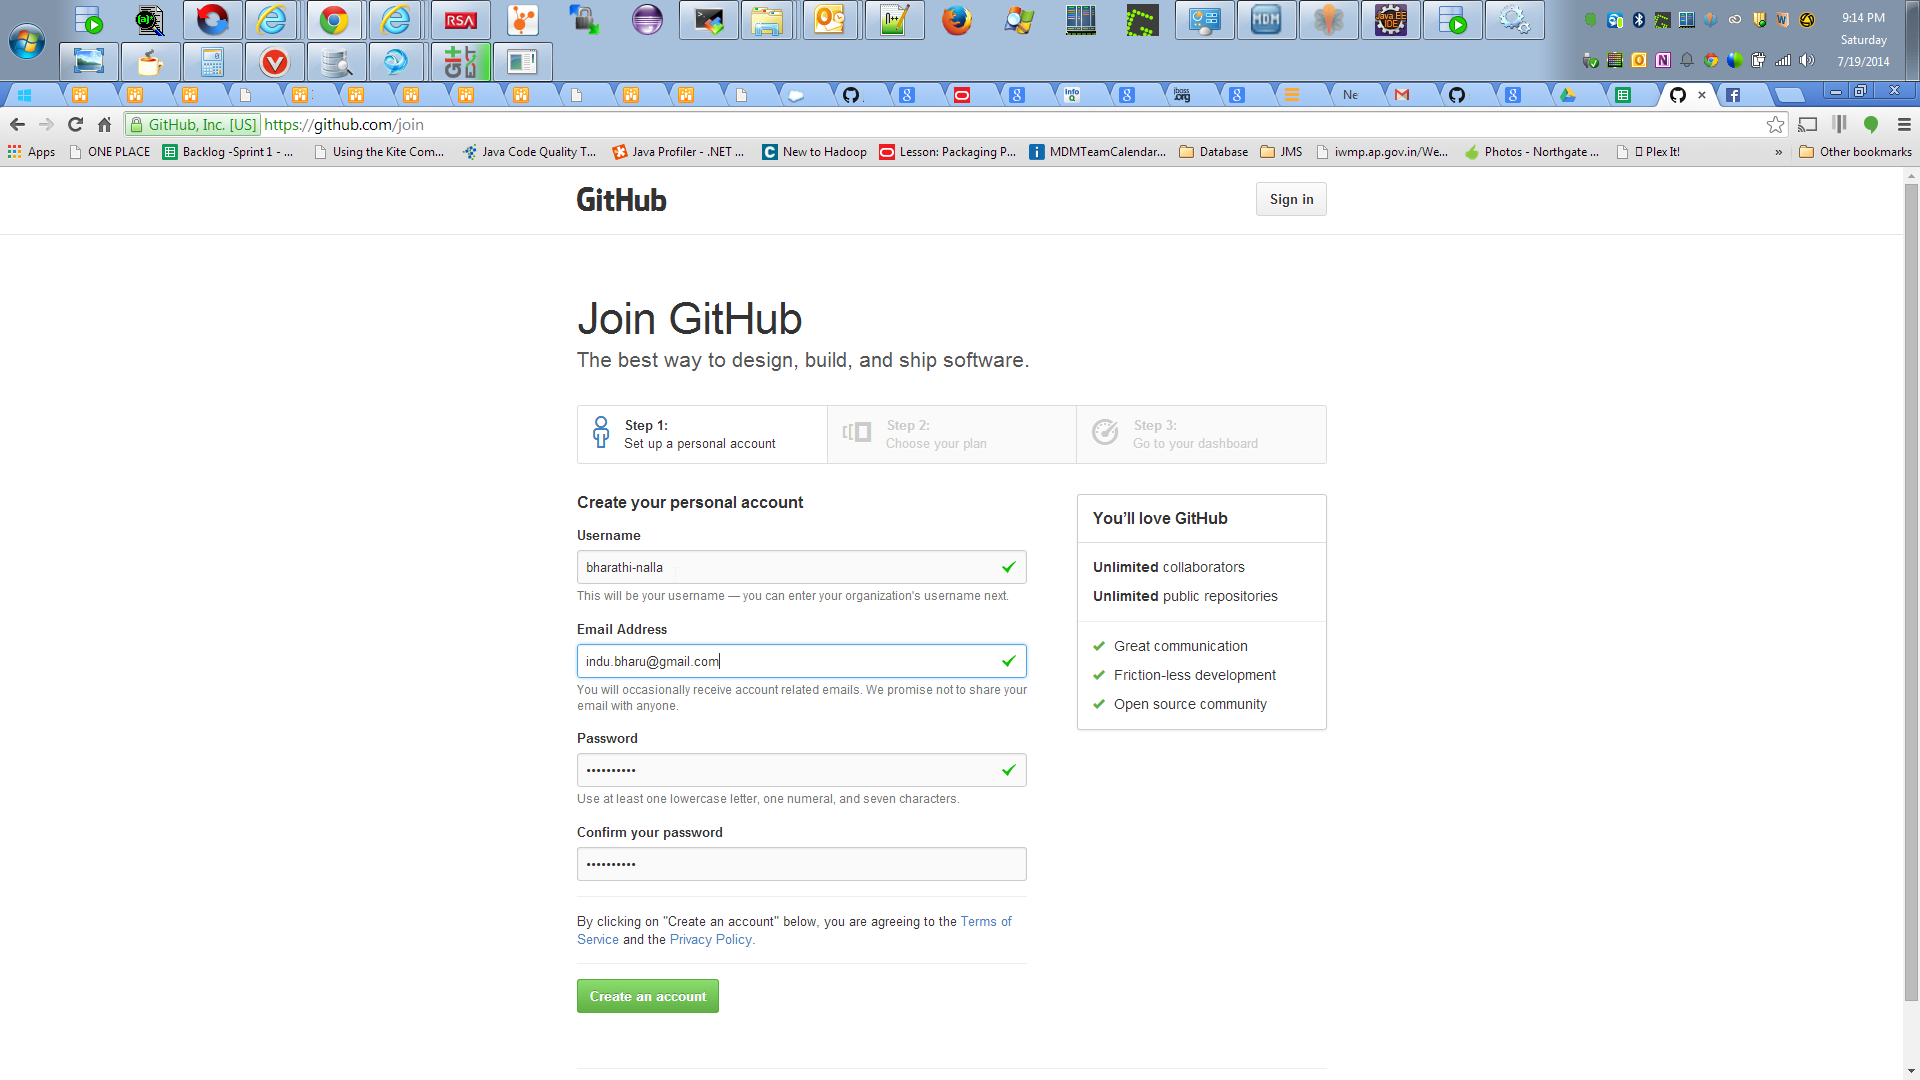 RSA
MDM
Java EE
IDE
9:14 PM
Saturday
7/19/2014
Ne
GitHub, Inc. [US] https://github.com/join
Apps ONE PLACE Backlog -Sprint 1 - ... Using the Kite Com... Java Code Quality T... Java Profiler - .NET ... New to Hadoop Lesson: Packaging P... MDMTeamCalendar... Database JMS iwmp.ap.gov.in/We... Photos - Northgate ... Plex It! » Other bookmarks
GitHub
Sign in
Join GitHub
The best way to design, build, and ship software.
Step 1:
Set up a personal account
Step 2:
Choose your plan
Step 3:
Go to your dashboard
Create your personal account
Username
bharathi-nalla
This will be your username — you can enter your organization's username next.
Email Address
indu.bharu@gmail.com
You will occasionally receive account related emails. We promise not to share your
email with anyone.
Password
••••••••••
Use at least one lowercase letter, one numeral, and seven characters.
Confirm your password
••••••••••
By clicking on "Create an account" below, you are agreeing to the Terms of
Service and the Privacy Policy.
Create an account
You’ll love GitHub
Unlimited collaborators
Unlimited public repositories
Great communication
Friction-less development
Open source community